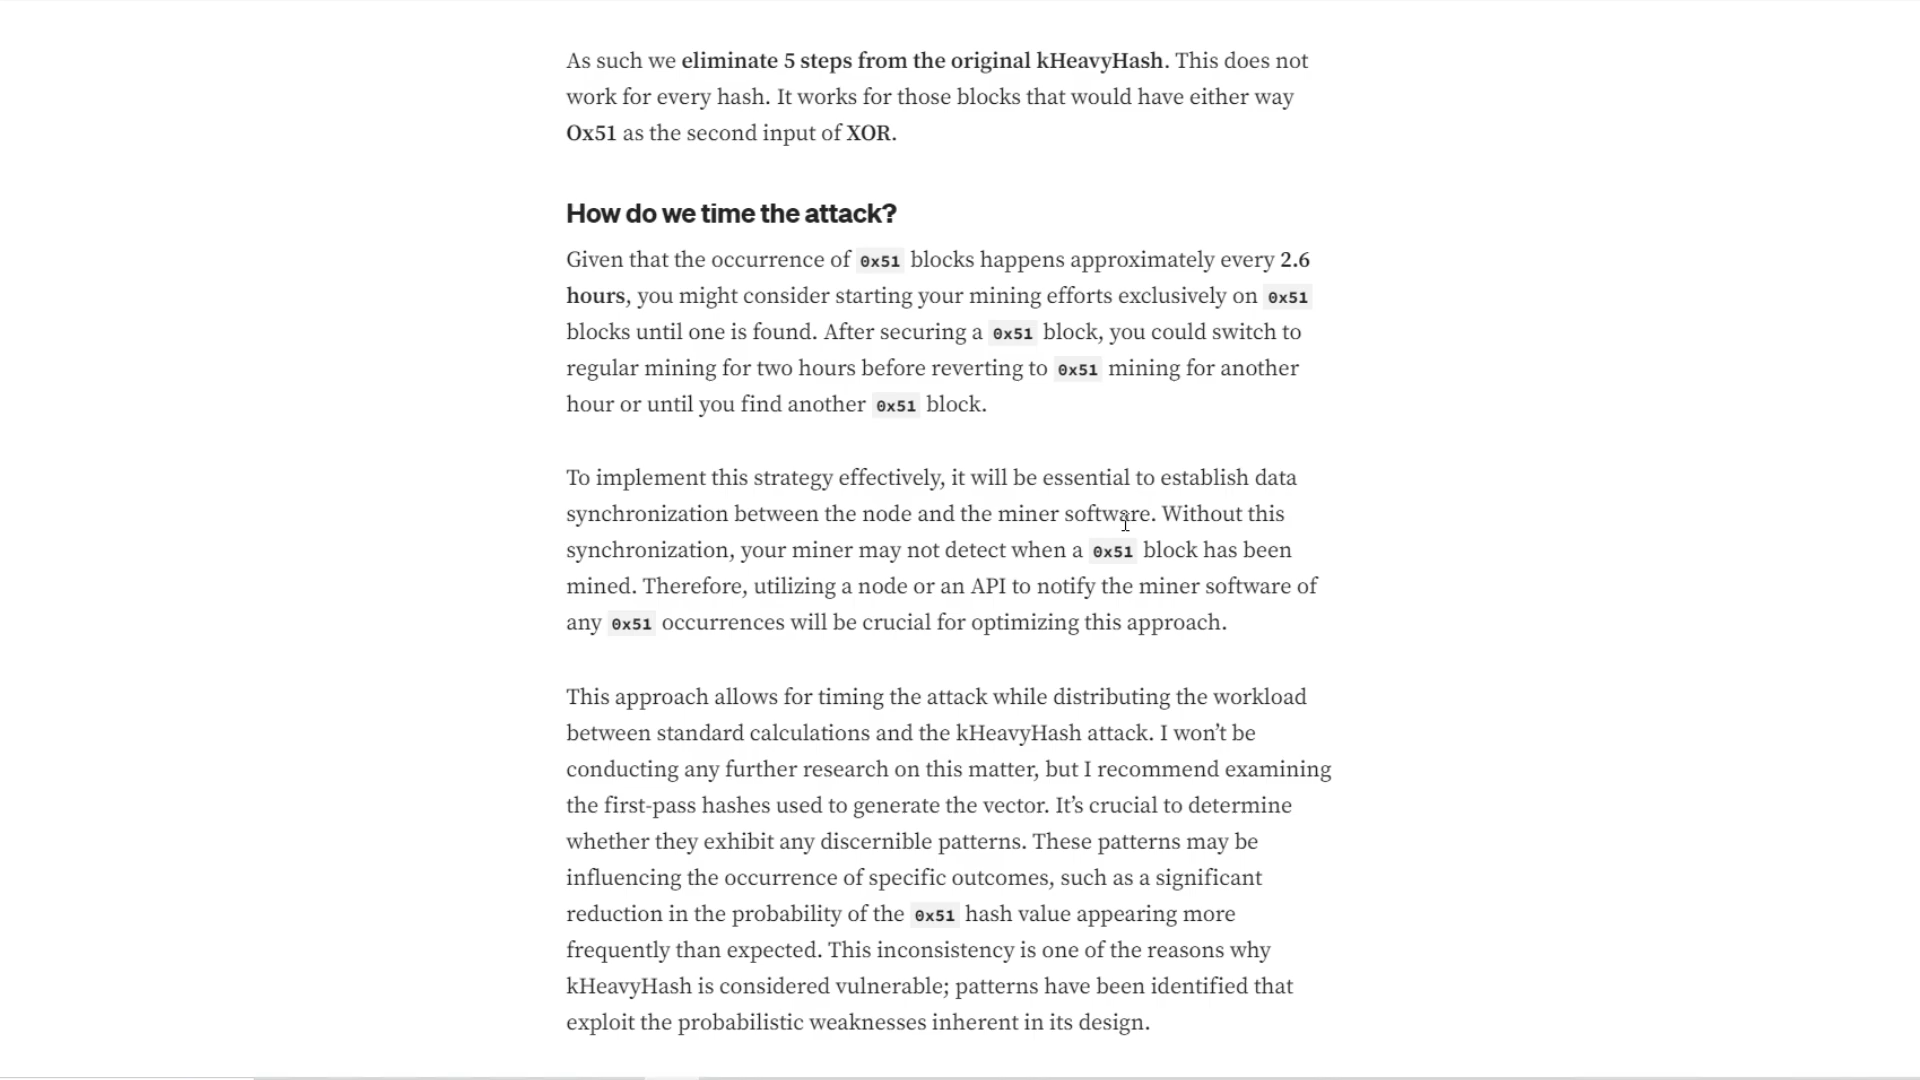 As such we eliminate 5 steps from the original kHeavyHash. This does not
work for every hash. It works for those blocks that would have either way
Ox51 as the second input of XOR.
How do we time the attack?
Given that the occurrence of 0x51 blocks happens approximately every 2.6
hours, you might consider starting your mining efforts exclusively on 0x51
blocks until one is found. After securing a 0x51 block, you could switch to
regular mining for two hours before reverting to 0x51 mining for another
hour or until you find another 0x51 block.
To implement this strategy effectively, it will be essential to establish data
synchronization between the node and the miner software. Without this
synchronization, your miner may not detect when a 0x51 block has been
mined. Therefore, utilizing a node or an API to notify the miner software of
any 0x51 occurrences will be crucial for optimizing this approach.
This approach allows for timing the attack while distributing the workload
between standard calculations and the kHeavyHash attack. I won’t be
conducting any further research on this matter, but I recommend examining
the first-pass hashes used to generate the vector. It’s crucial to determine
whether they exhibit any discernible patterns. These patterns may be
influencing the occurrence of specific outcomes, such as a significant
reduction in the probability of the 0x51 hash value appearing more
frequently than expected. This inconsistency is one of the reasons why
kHeavyHash is considered vulnerable; patterns have been identified that
exploit the probabilistic weaknesses inherent in its design.